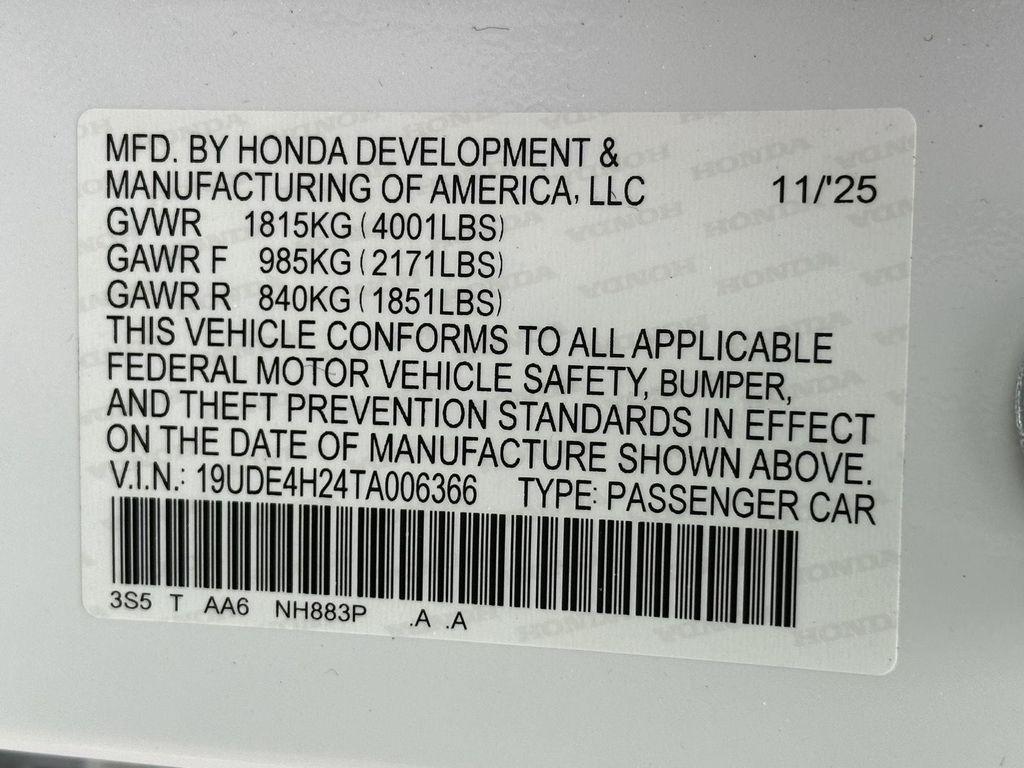 MFD. BY HONDA DEVELOPMENT &
MANUFACTURING OF AMERICA, LLC 11/'25
GVWR 1815KG (4001LBS)
GAWR F 985KG (2171LBS)
GAWR R 840KG (1851LBS)
THIS VEHICLE CONFORMS TO ALL APPLICABLE
FEDERAL MOTOR VEHICLE SAFETY, BUMPER,
AND THEFT PREVENTION STANDARDS IN EFFECT
ON THE DATE OF MANUFACTURE SHOWN ABOVE.
V.I.N.: 19UDE4H24TA006366 TYPE: PASSENGER CAR
3S5 T AA6 NH883P .A .A